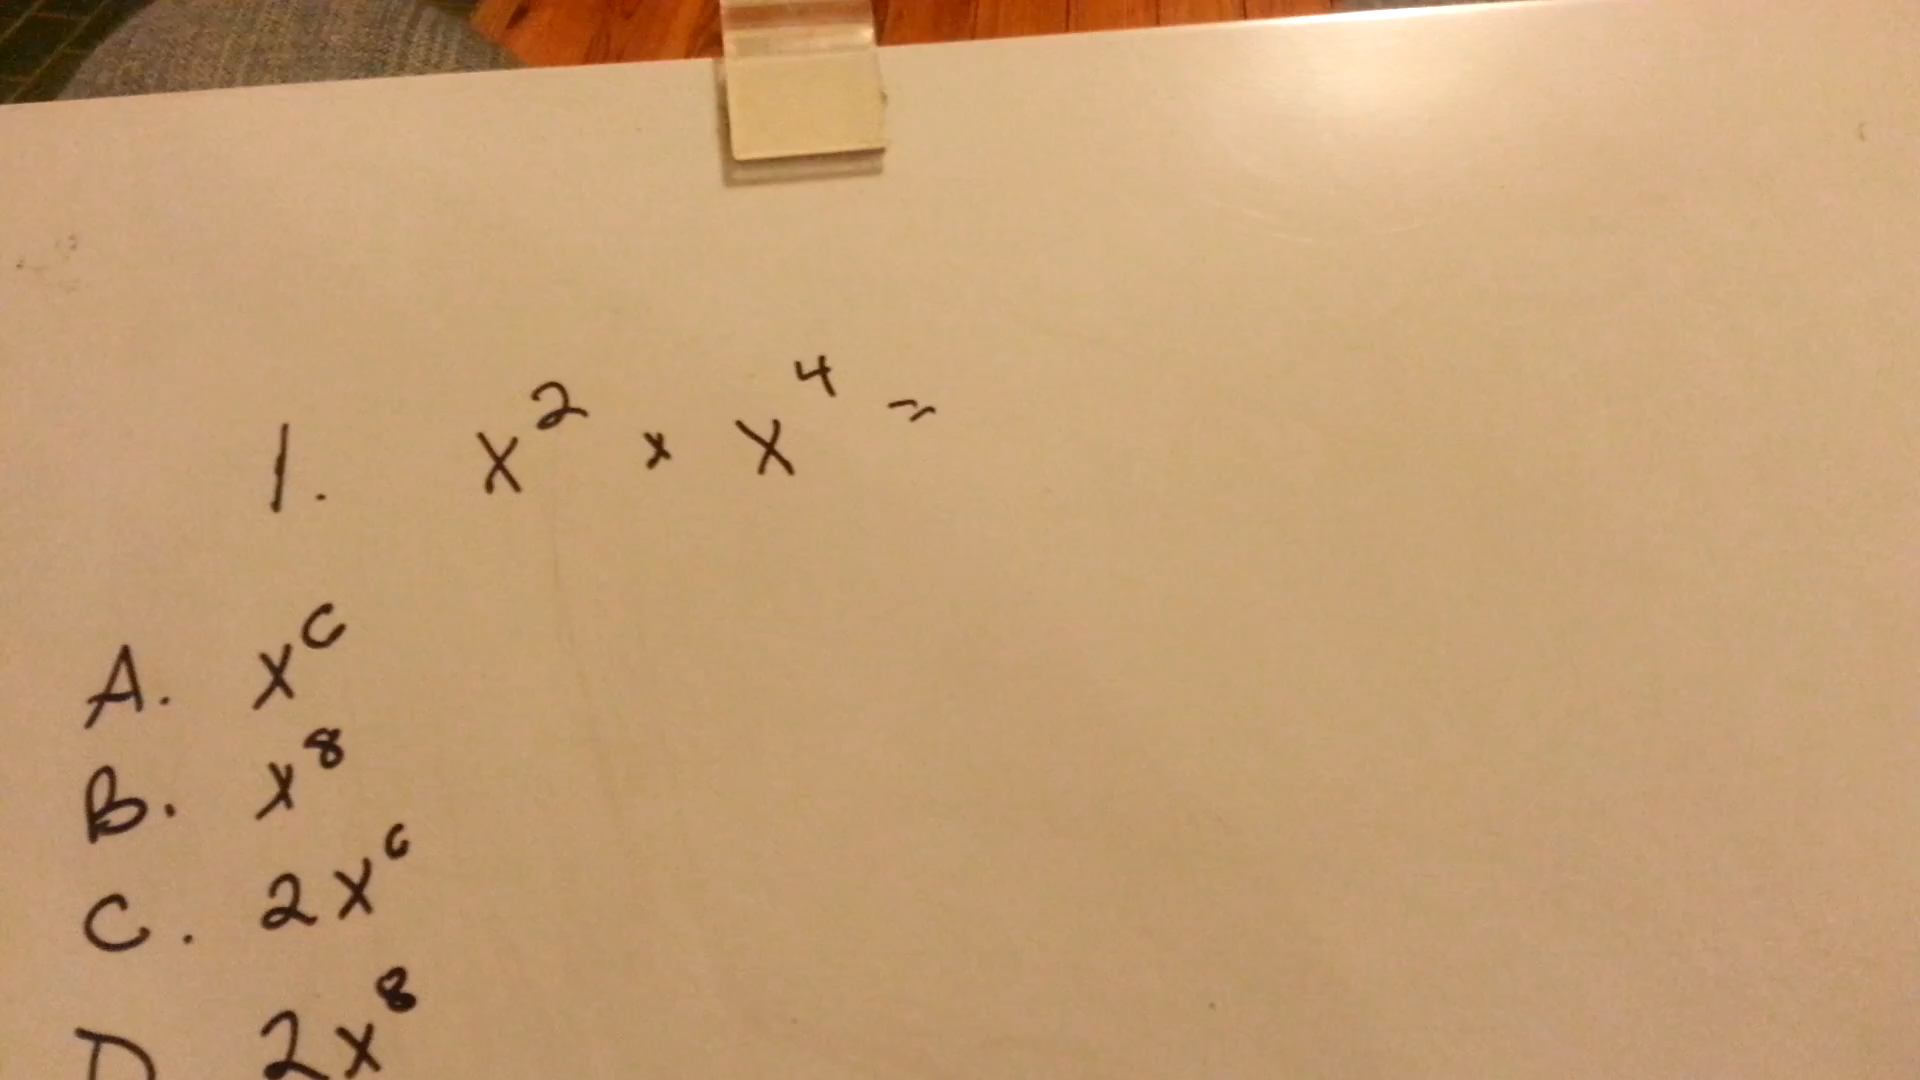 1. x² × x⁴ =
A. x⁶
B. x⁸
C. 2x⁶
D 2x⁸